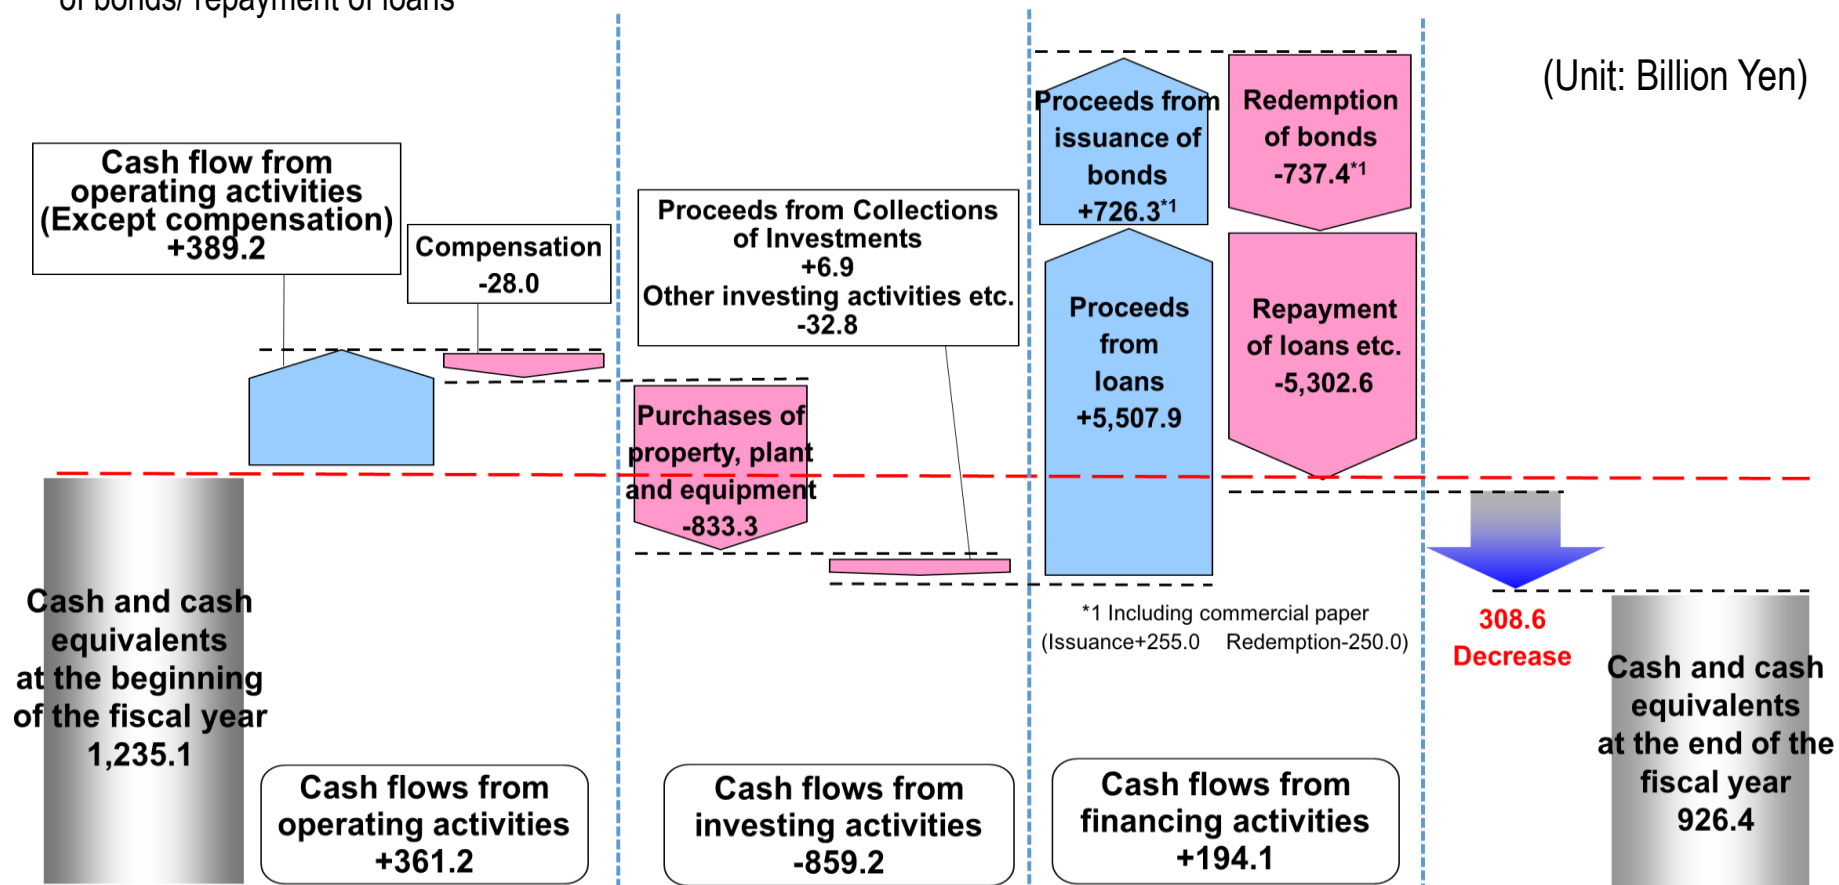 of bonds/ repayment of loans
(Unit: Billion Yen)
Cash flow from
operating activities
(Except compensation)
+389.2
Compensation
-28.0
Proceeds from Collections
of Investments
+6.9
Other investing activities etc.
-32.8
Purchases of
property, plant
and equipment
-833.3
Proceeds from
issuance of
bonds
+726.3*1
Redemption
of bonds
-737.4*1
Proceeds
from
loans
+5,507.9
Repayment
of loans etc.
-5,302.6
*1 Including commercial paper
(Issuance+255.0 Redemption-250.0)
308.6
Decrease
Cash and cash
equivalents
at the beginning
of the fiscal year
1,235.1
Cash flows from
operating activities
+361.2
Cash flows from
investing activities
-859.2
Cash flows from
financing activities
+194.1
Cash and cash
equivalents
at the end of the
fiscal year
926.4